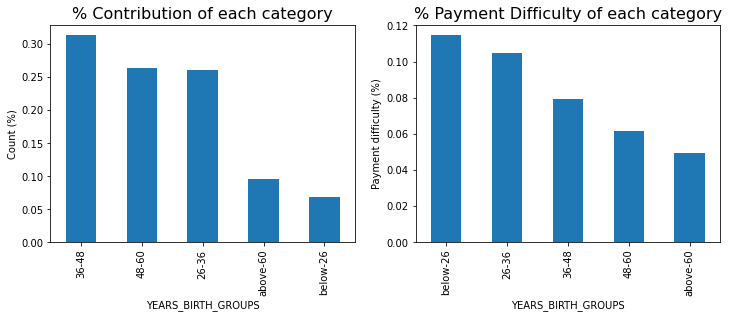 % Contribution of each category
0.30
0.25
0.20
0.15
0.10
0.05
0.00
Count (%)
36-48
48-60
26-36
above-60
below-26
YEARS_BIRTH_GROUPS
% Payment Difficulty of each category
0.12
0.10
0.08
0.06
0.04
0.02
0.00
Payment difficulty (%)
below-26
26-36
36-48
48-60
above-60
YEARS_BIRTH_GROUPS